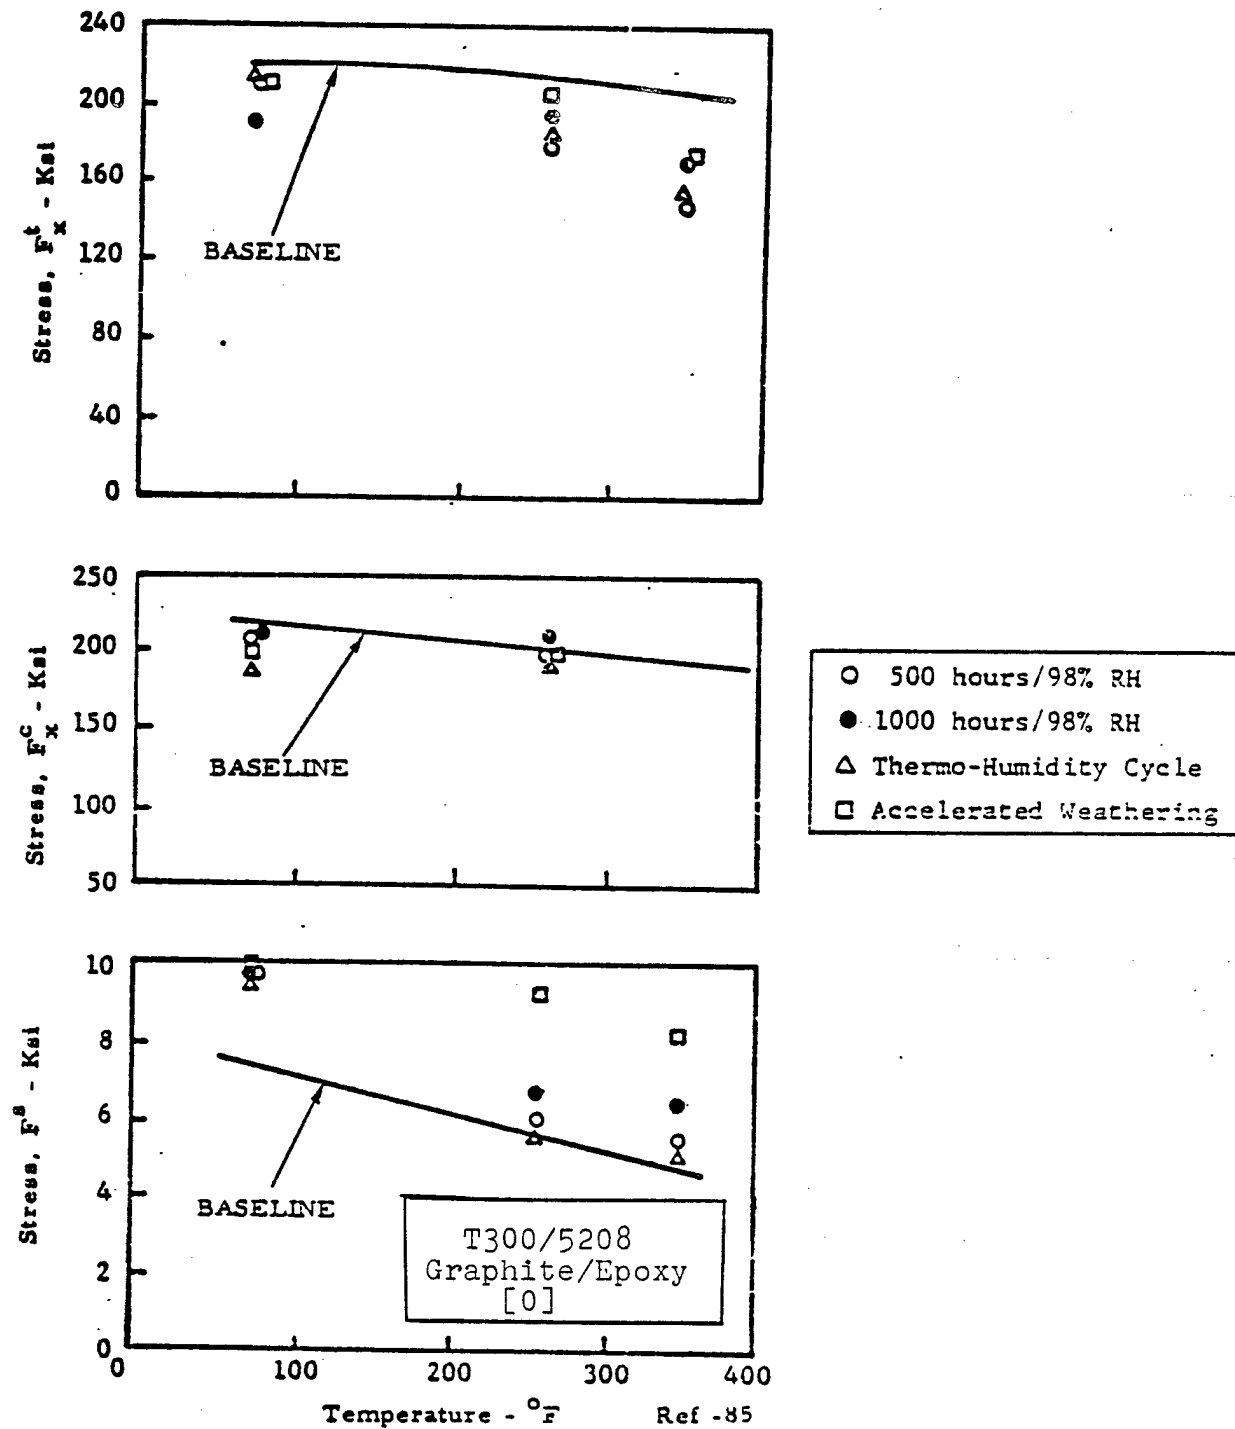 240
200
160
120
80
40
0
Stress, F^t_x - Ksi
BASELINE
250
200
150
100
50
Stress, F^c_x - Ksi
BASELINE
O 500 hours/98% RH
● 1000 hours/98% RH
△ Thermo-Humidity Cycle
□ Accelerated Weathering
10
8
6
4
2
0
Stress, F^s - Ksi
BASELINE
T300/5208
Graphite/Epoxy
[0]
0 100 200 300 400
Temperature - °F
Ref -85